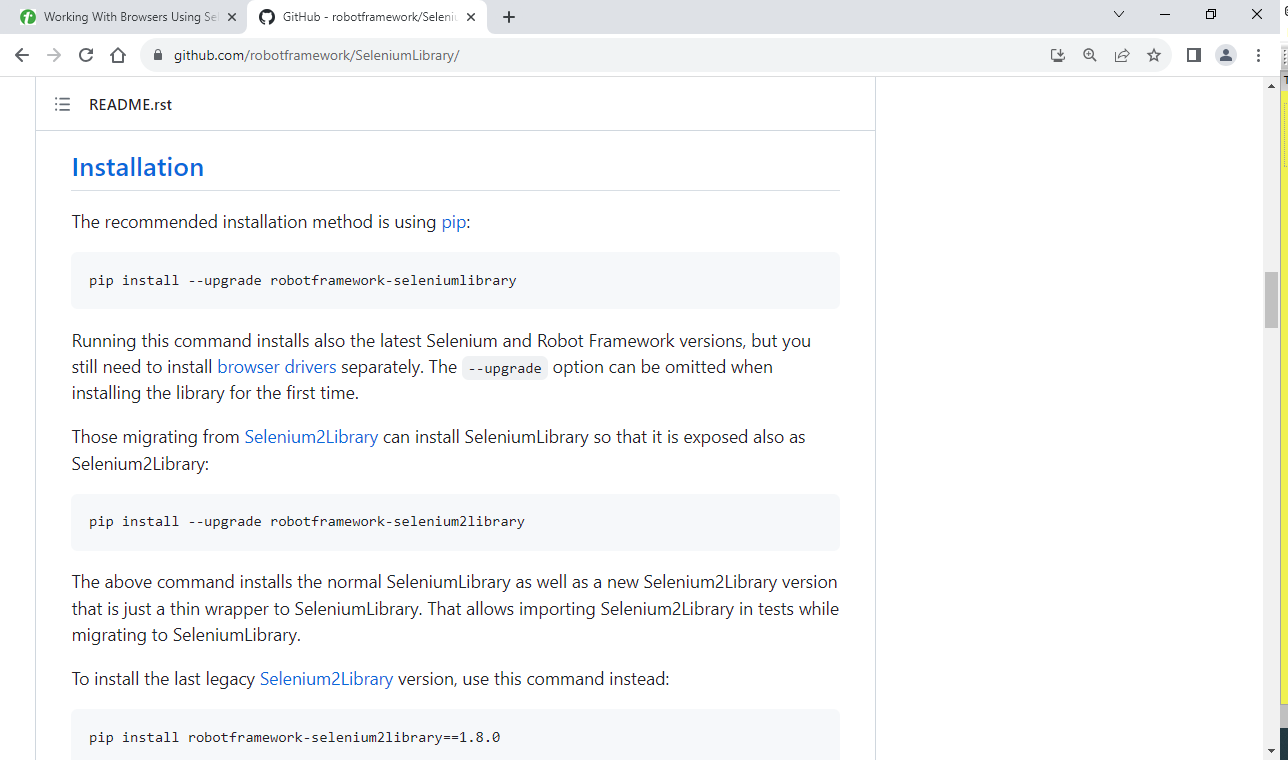 Working With Browsers Using Se
GitHub - robotframework/Seleniu
github.com/robotframework/SeleniumLibrary/
README.rst
Installation
The recommended installation method is using pip:
pip install --upgrade robotframework-seleniumlibrary
Running this command installs also the latest Selenium and Robot Framework versions, but you
still need to install browser drivers separately. The --upgrade option can be omitted when
installing the library for the first time.
Those migrating from Selenium2Library can install SeleniumLibrary so that it is exposed also as
Selenium2Library:
pip install --upgrade robotframework-selenium2library
The above command installs the normal SeleniumLibrary as well as a new Selenium2Library version
that is just a thin wrapper to SeleniumLibrary. That allows importing Selenium2Library in tests while
migrating to SeleniumLibrary.
To install the last legacy Selenium2Library version, use this command instead:
pip install robotframework-selenium2library==1.8.0